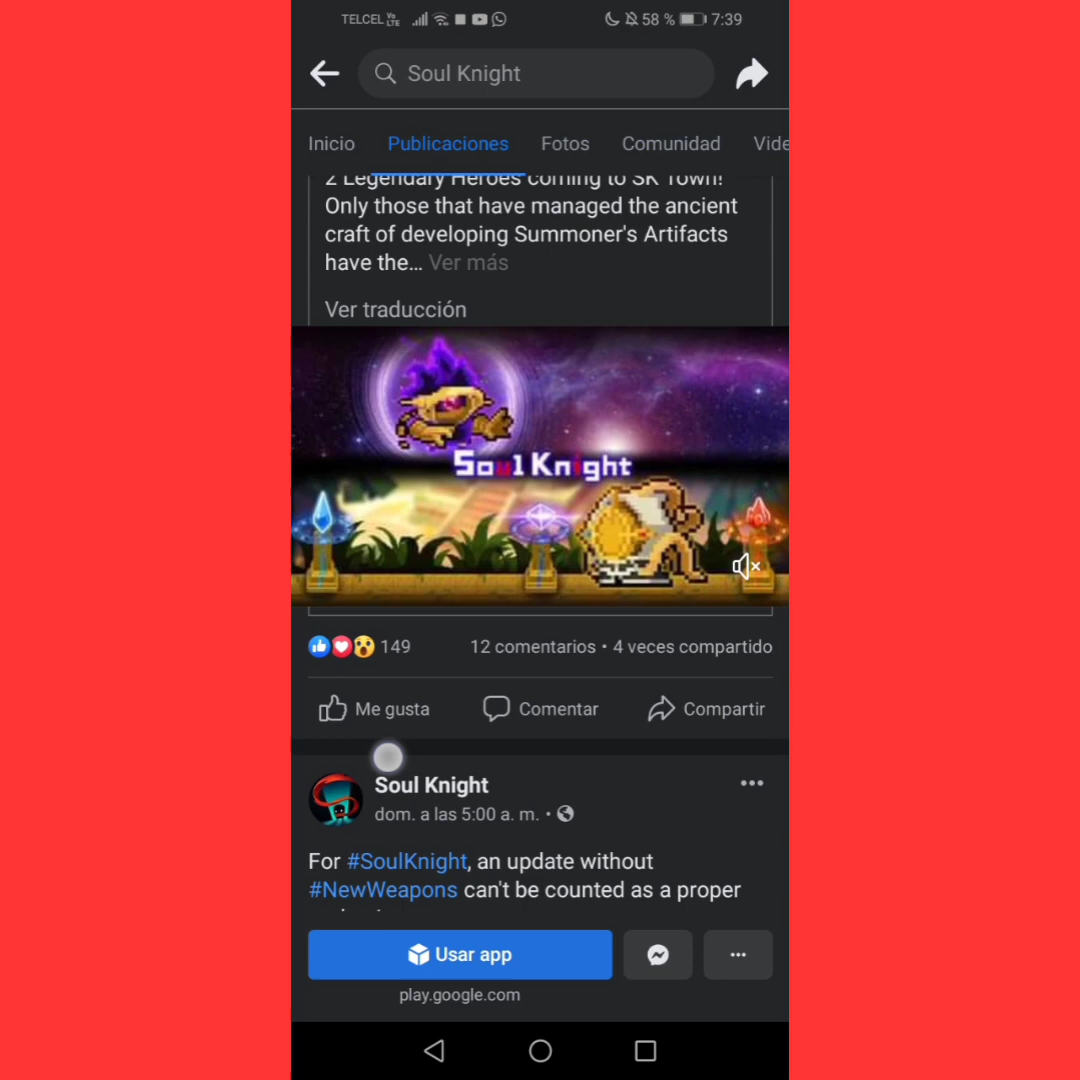 TELCEL Vo LTE 58 % 7:39
Soul Knight
Inicio Publicaciones Fotos Comunidad Vide
2 Legendary Heroes coming to SK Town!
Only those that have managed the ancient
craft of developing Summoner's Artifacts
have the... Ver más
Ver traducción
Soul Knight
149 12 comentarios • 4 veces compartido
Me gusta Comentar Compartir
Soul Knight
dom. a las 5:00 a. m. •
For #SoulKnight, an update without
#NewWeapons can't be counted as a proper
Usar app
play.google.com